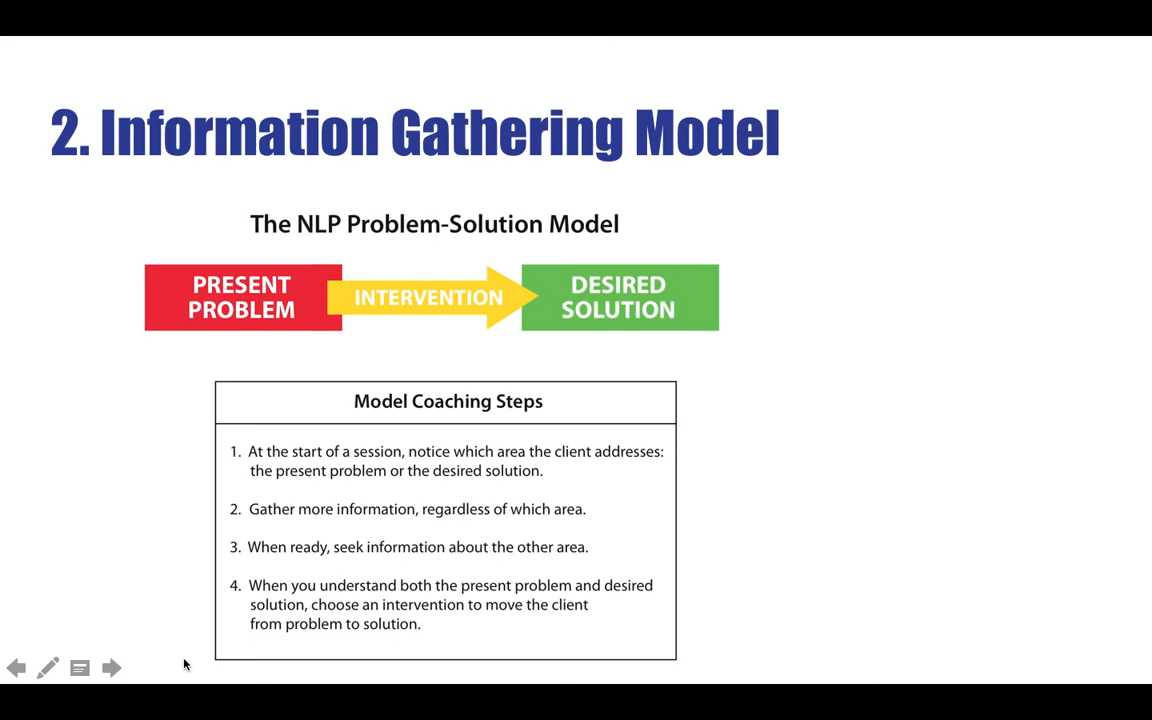 2. Information Gathering Model
The NLP Problem-Solution Model
PRESENT
PROBLEM
INTERVENTION
DESIRED
SOLUTION
Model Coaching Steps
1. At the start of a session, notice which area the client addresses:
the present problem or the desired solution.
2. Gather more information, regardless of which area.
3. When ready, seek information about the other area.
4. When you understand both the present problem and desired
solution, choose an intervention to move the client
from problem to solution.